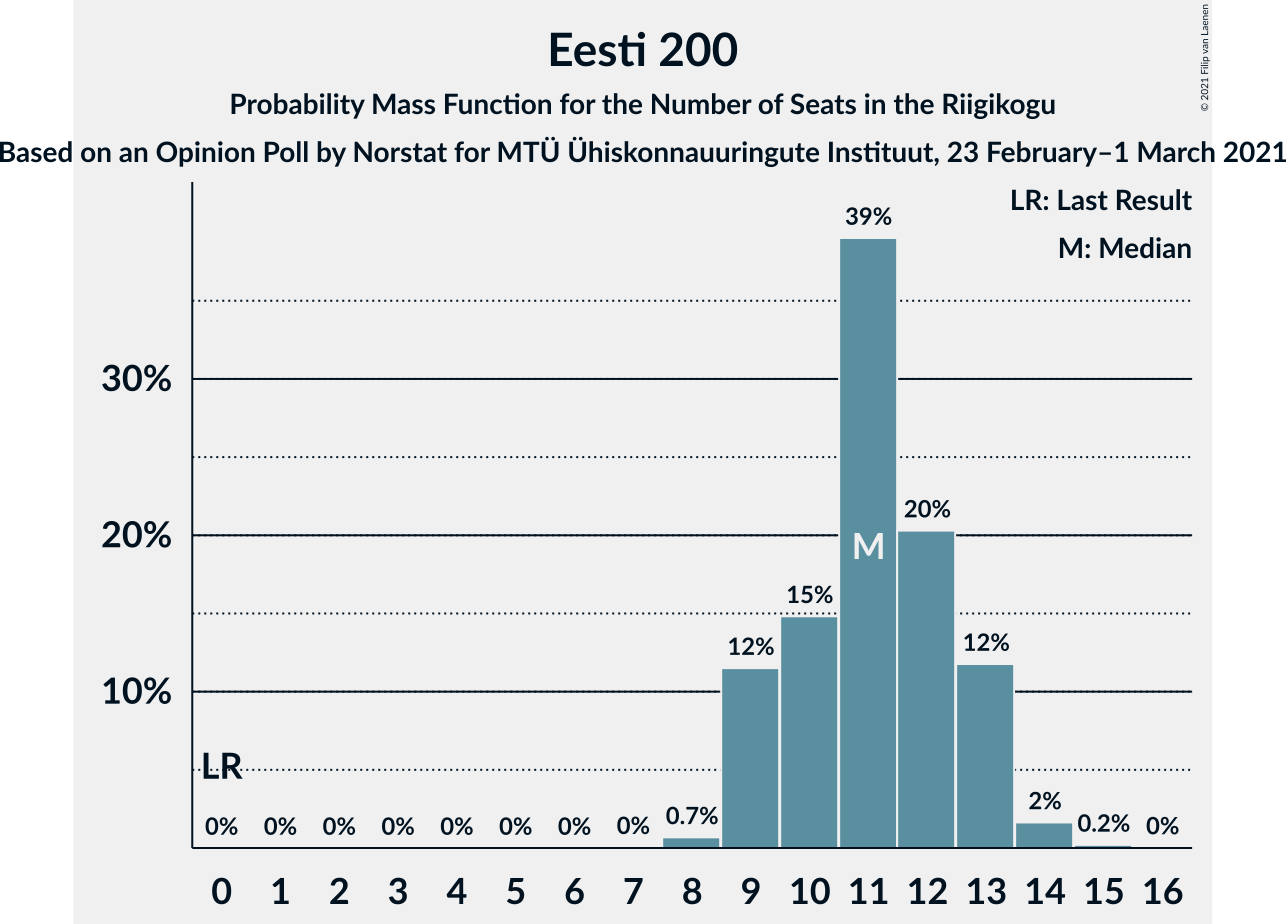 Eesti 200
Probability Mass Function for the Number of Seats in the Riigikogu
Based on an Opinion Poll by Norstat for MTÜ Ühiskonnauuringute Instituut, 23 February–1 March 2021
© 2021 Filip van Laenen
LR: Last Result
M: Median
39%
30%
20%
20%
M
15%
12%
12%
10%
LR
0% 0% 0% 0% 0% 0% 0% 0% 0.7% 2% 0.2% 0%
0 1 2 3 4 5 6 7 8 9 10 11 12 13 14 15 16